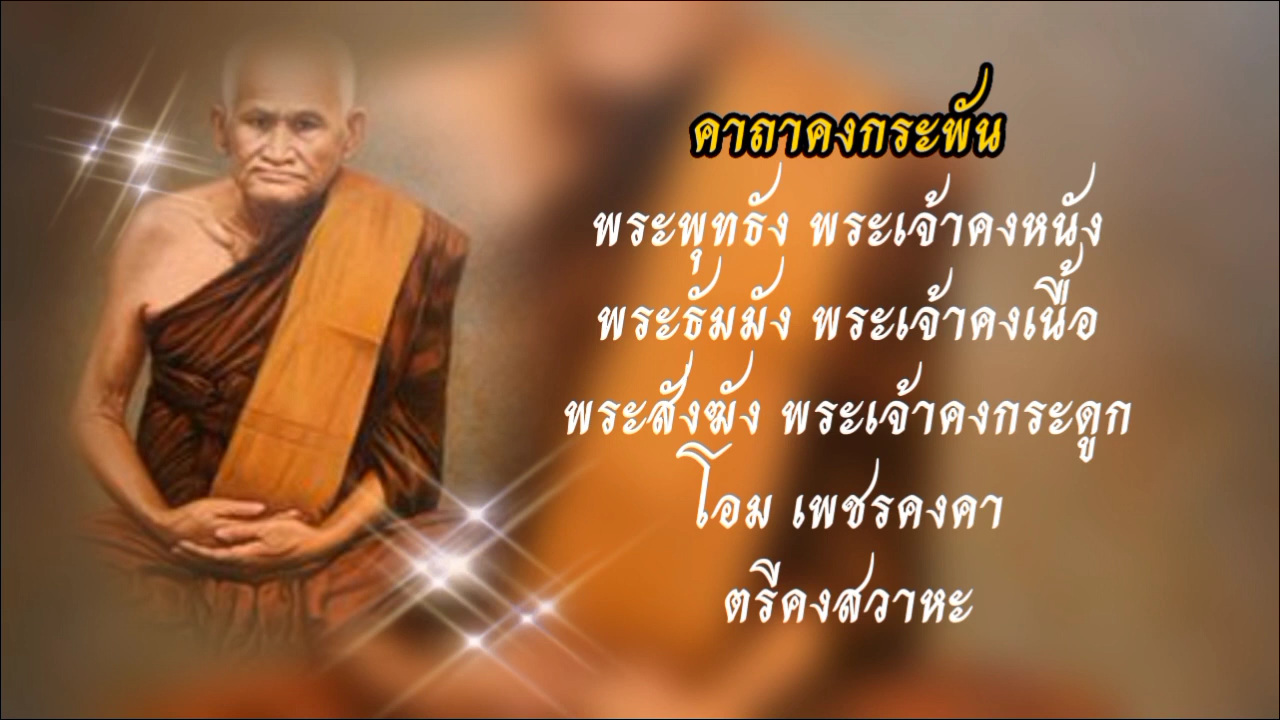 คาถาคงกระพัน
พระพุทธัง พระเจ้าคงหนัง
พระธัมมัง พระเจ้าคงเนื้อ
พระสังฆัง พระเจ้าคงกระดูก
โอม เพชรคงคา
ตรีคงสวาหะ